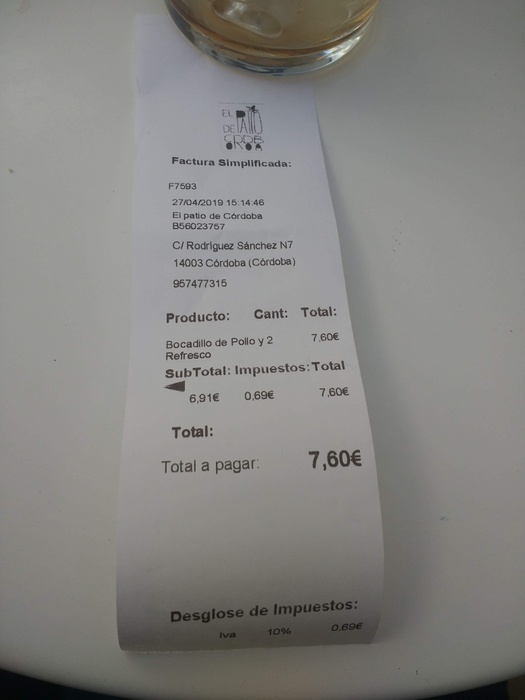 EL PATIO
DE
CORDOBA
Factura Simplificada:
F7593
27/04/2019 15:14:46
El patio de Córdoba
B56023757
C/ Rodríguez Sánchez N7
14003 Córdoba (Córdoba)
957477315
Producto: Cant: Total:
Bocadillo de Pollo y 2 7,60€
Refresco
SubTotal: Impuestos: Total
6,91€ 0,69€ 7,60€
Total:
Total a pagar: 7,60€
Desglose de Impuestos:
Iva 10% 0,69€